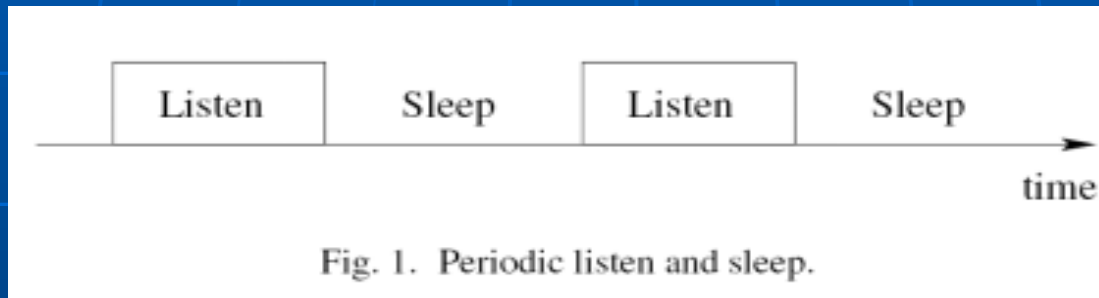 Listen Sleep Listen Sleep
time
Fig. 1. Periodic listen and sleep.